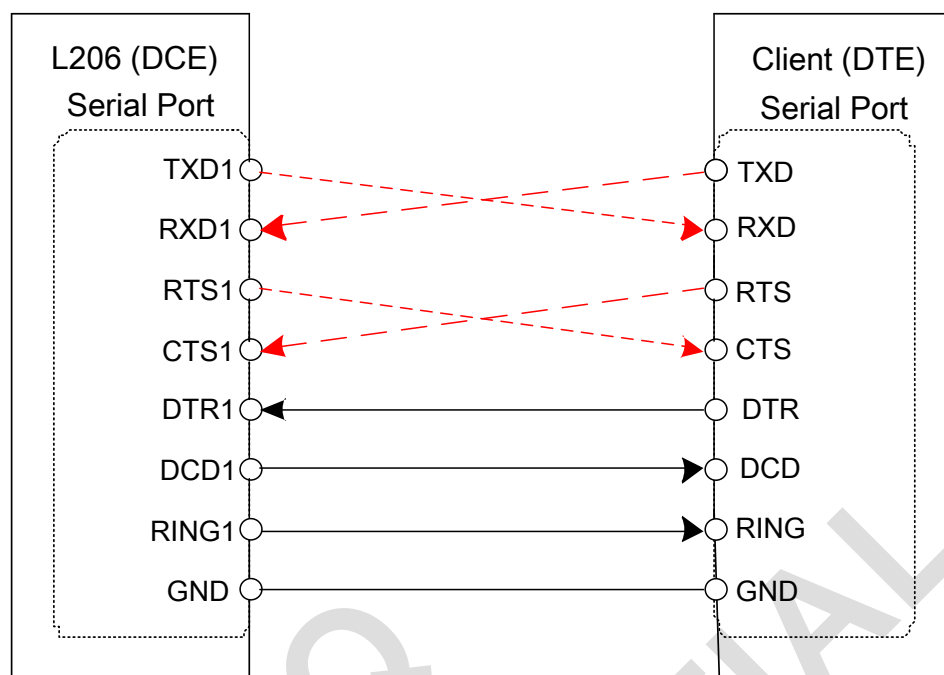 L206 (DCE)
Serial Port
TXD1
RXD1
RTS1
CTS1
DTR1
DCD1
RING1
GND
Client (DTE)
Serial Port
TXD
RXD
RTS
CTS
DTR
DCD
RING
GND
Q
TIAL